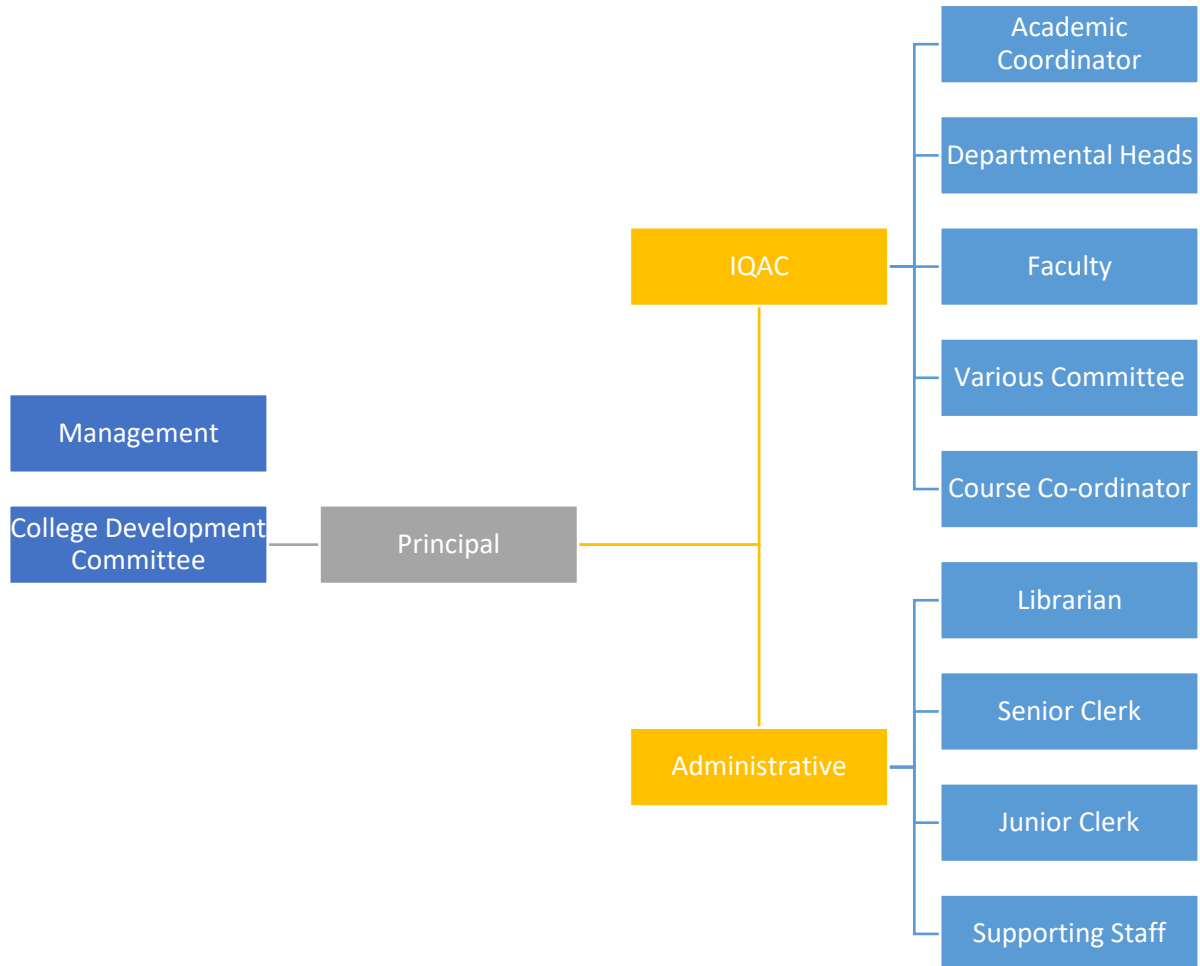 Academic
Coordinator
Departmental Heads
IQAC
Faculty
Various Committee
Management
Course Co-ordinator
College Development
Committee
Principal
Librarian
Senior Clerk
Administrative
Junior Clerk
Supporting Staff